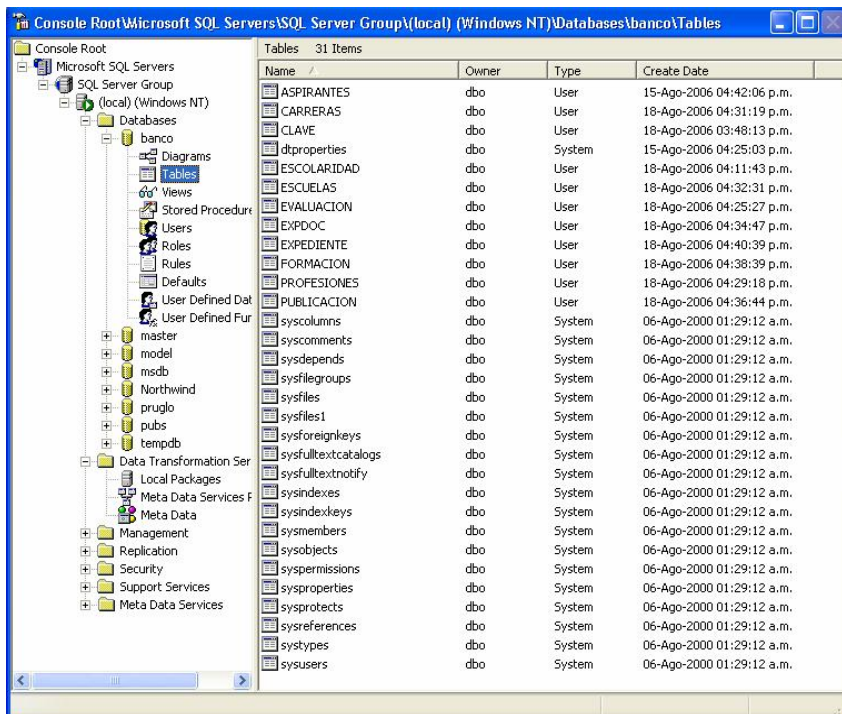 Console Root\Microsoft SQL Servers\SQL Server Group\(local) (Windows NT)\Databases\banco\Tables
Console Root
Microsoft SQL Servers
SQL Server Group
(local) (Windows NT)
Databases
banco
Diagrams
Tables
Views
Stored Procedure
Users
Roles
Rules
Defaults
User Defined Dat
User Defined Fur
master
model
msdb
Northwind
pruglo
pubs
tempdb
Data Transformation Ser
Local Packages
Meta Data Services P
Meta Data
Management
Replication
Security
Support Services
Meta Data Services
Tables 31 Items
Name Owner Type Create Date
ASPIRANTES dbo User 15-Ago-2006 04:42:06 p.m.
CARRERAS dbo User 18-Ago-2006 04:31:19 p.m.
CLAVE dbo User 18-Ago-2006 03:48:13 p.m.
dtproperties dbo System 15-Ago-2006 04:25:03 p.m.
ESCOLARIDAD dbo User 18-Ago-2006 04:11:43 p.m.
ESCUELAS dbo User 18-Ago-2006 04:32:31 p.m.
EVALUACION dbo User 18-Ago-2006 04:25:27 p.m.
EXPDOC dbo User 18-Ago-2006 04:34:47 p.m.
EXPEDIENTE dbo User 18-Ago-2006 04:40:39 p.m.
FORMACION dbo User 18-Ago-2006 04:38:39 p.m.
PROFESIONES dbo User 18-Ago-2006 04:29:18 p.m.
PUBLICACION dbo User 18-Ago-2006 04:36:44 p.m.
syscolumns dbo System 06-Ago-2000 01:29:12 a.m.
syscomments dbo System 06-Ago-2000 01:29:12 a.m.
sysdepends dbo System 06-Ago-2000 01:29:12 a.m.
sysfilegroups dbo System 06-Ago-2000 01:29:12 a.m.
sysfiles dbo System 06-Ago-2000 01:29:12 a.m.
sysfiles1 dbo System 06-Ago-2000 01:29:12 a.m.
sysforeignkeys dbo System 06-Ago-2000 01:29:12 a.m.
sysfulltextcatalogs dbo System 06-Ago-2000 01:29:12 a.m.
sysfulltextnotify dbo System 06-Ago-2000 01:29:12 a.m.
sysindexes dbo System 06-Ago-2000 01:29:12 a.m.
sysindexkeys dbo System 06-Ago-2000 01:29:12 a.m.
sysmembers dbo System 06-Ago-2000 01:29:12 a.m.
sysobjects dbo System 06-Ago-2000 01:29:12 a.m.
syspermissions dbo System 06-Ago-2000 01:29:12 a.m.
sysproperties dbo System 06-Ago-2000 01:29:12 a.m.
sysprotects dbo System 06-Ago-2000 01:29:12 a.m.
sysreferences dbo System 06-Ago-2000 01:29:12 a.m.
systypes dbo System 06-Ago-2000 01:29:12 a.m.
sysusers dbo System 06-Ago-2000 01:29:12 a.m.